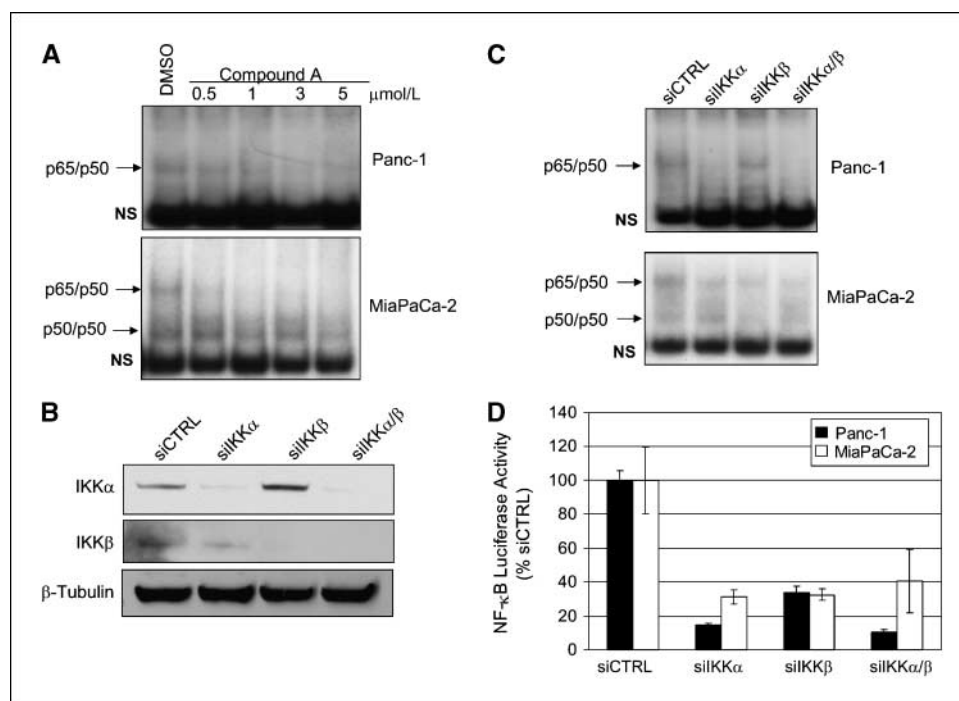 A
DMSO
Compound A
0.5 1 3 5 μmol/L
p65/p50
Panc-1
NS
p65/p50
MiaPaCa-2
p50/p50
NS
B
siCTRL siIKKα siIKKβ siIKKα/β
IKKα
IKKβ
β-Tubulin
C
siCTRL siIKKα siIKKβ siIKKα/β
p65/p50
Panc-1
NS
p65/p50
MiaPaCa-2
p50/p50
NS
D
NF-κB Luciferase Activity
(% siCTRL)
140
120
100
80
60
40
20
0
Panc-1
MiaPaCa-2
siCTRL siIKKα siIKKβ siIKKα/β